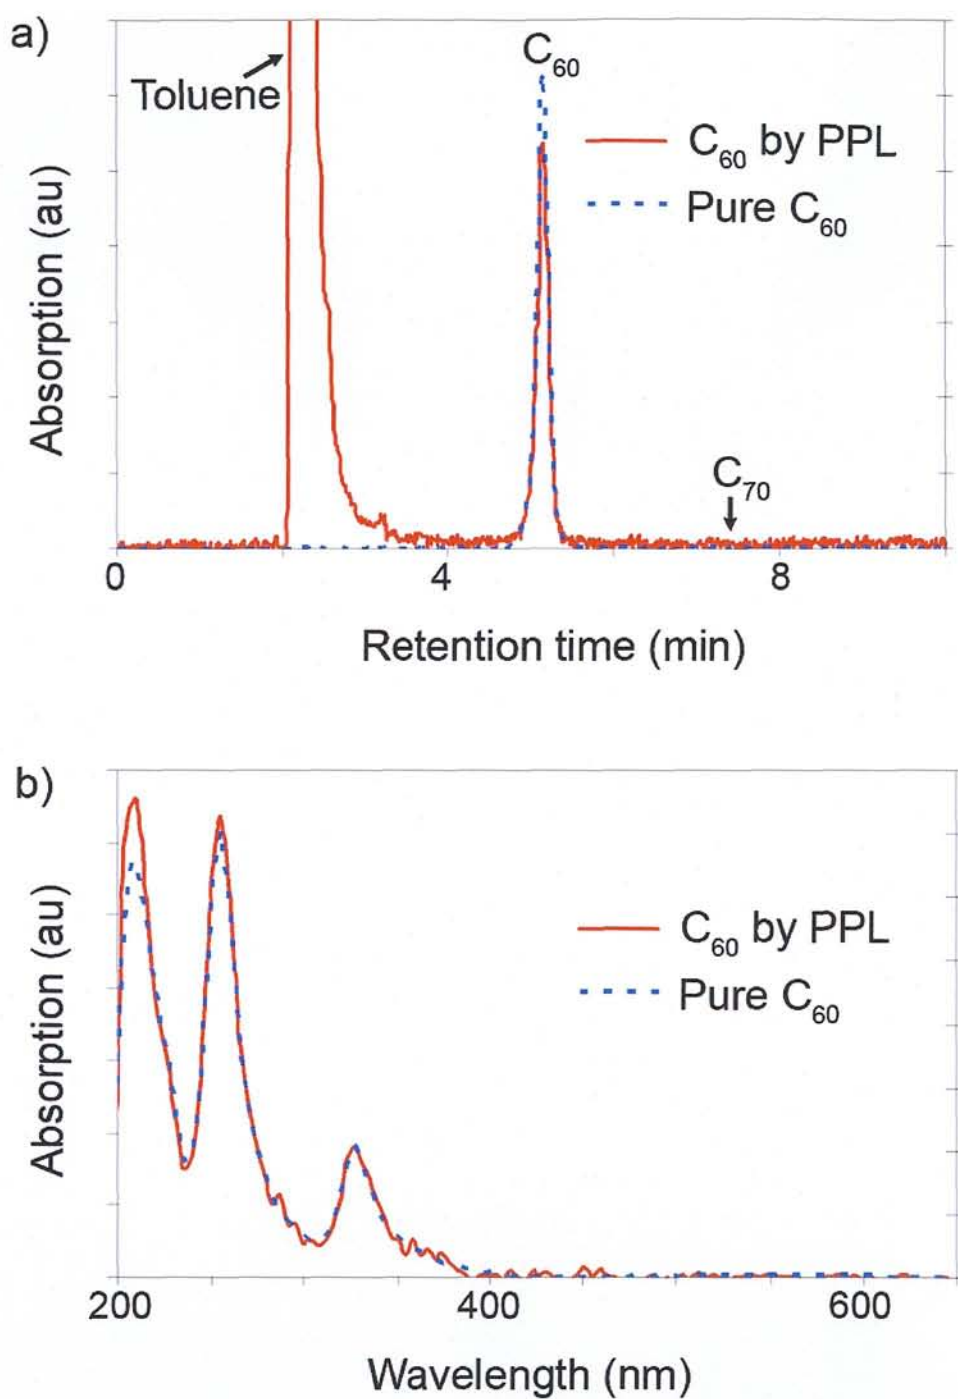 a)
C₆₀
Toluene
C₆₀ by PPL
Pure C₆₀
Absorption (au)
C₇₀
0 4 8
Retention time (min)
b)
C₆₀ by PPL
Pure C₆₀
Absorption (au)
200 400 600
Wavelength (nm)